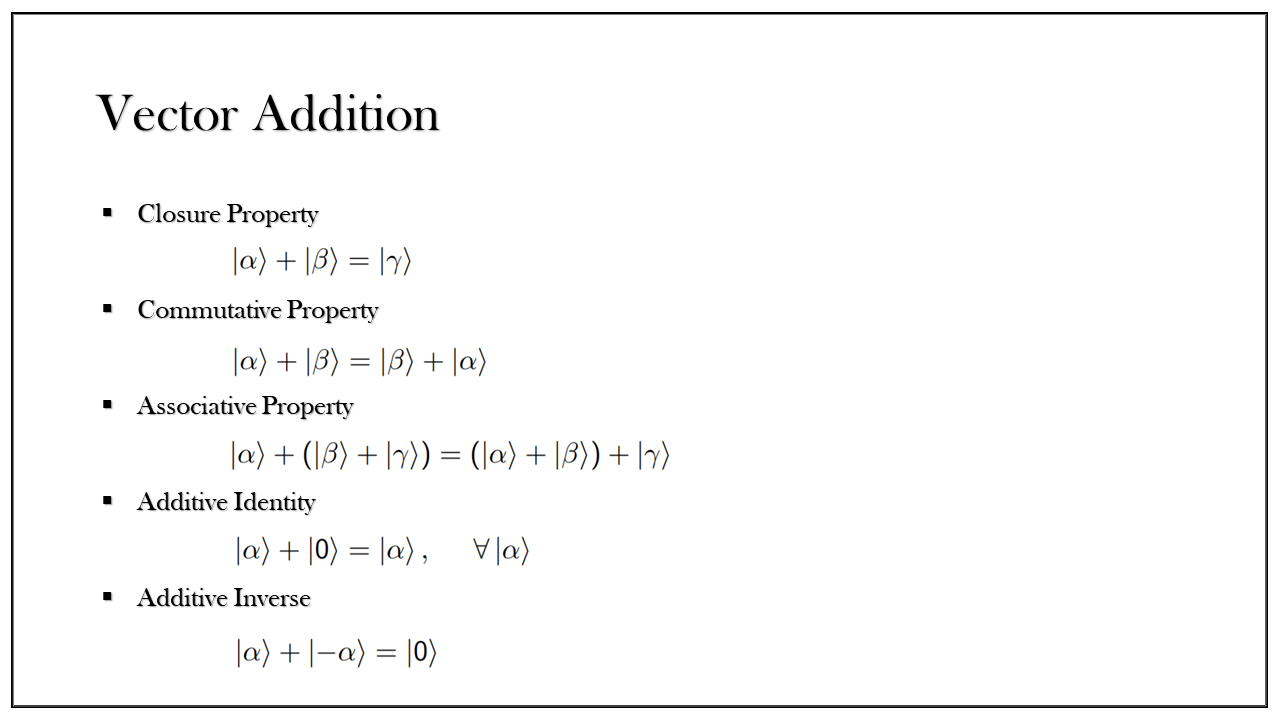 Vector Addition
▪ Closure Property
|α⟩ + |β⟩ = |γ⟩
▪ Commutative Property
|α⟩ + |β⟩ = |β⟩ + |α⟩
▪ Associative Property
|α⟩ + (|β⟩ + |γ⟩) = (|α⟩ + |β⟩) + |γ⟩
▪ Additive Identity
|α⟩ + |0⟩ = |α⟩ , ∀ |α⟩
▪ Additive Inverse
|α⟩ + |−α⟩ = |0⟩